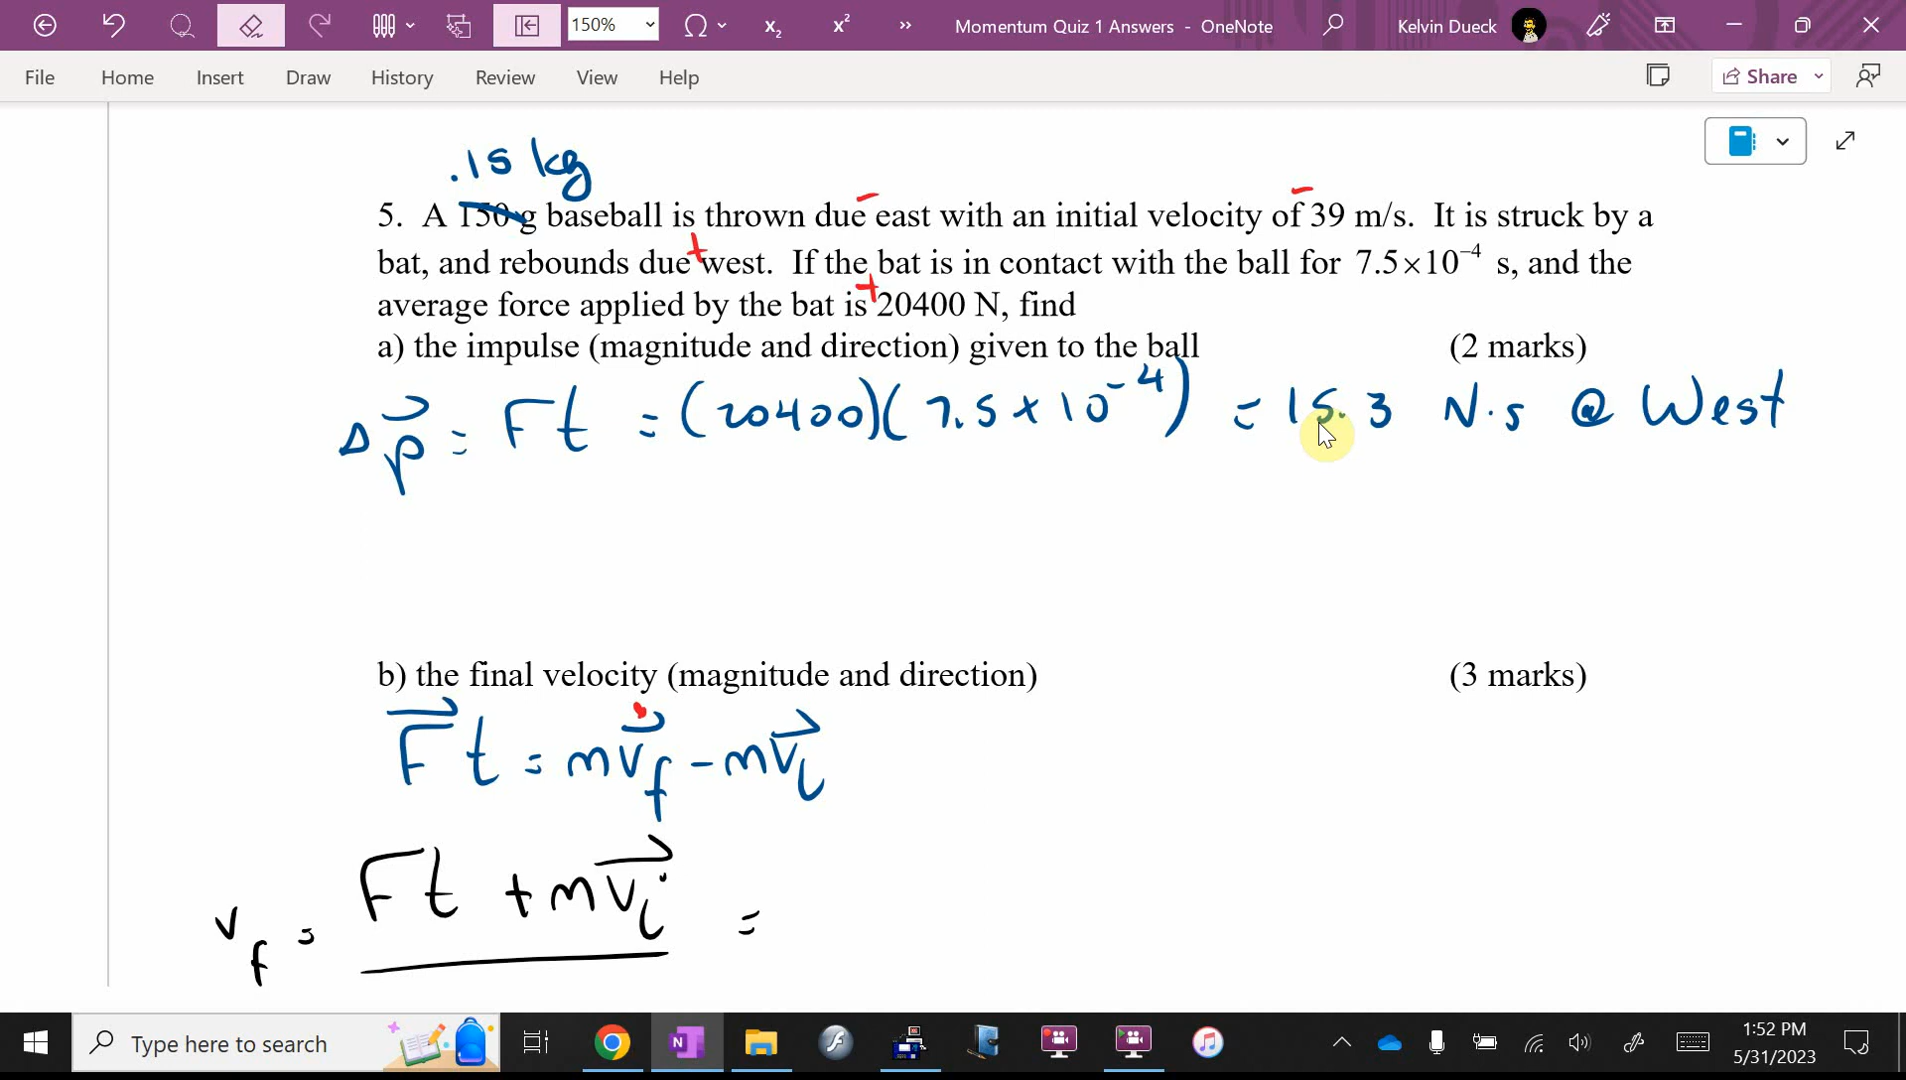 150%
Ω
x₂
x²
»
Momentum Quiz 1 Answers - OneNote
Kelvin Dueck
File Home Insert Draw History Review View Help
Share
.15 kg
5. A 150 g baseball is thrown due east with an initial velocity of 39 m/s. It is struck by a
bat, and rebounds due west. If the bat is in contact with the ball for 7.5×10⁻⁴ s, and the
average force applied by the bat is 20400 N, find
a) the impulse (magnitude and direction) given to the ball (2 marks)
Δp = Ft = (20400)(7.5 × 10⁻⁴) = 15.3 N·s @ West
b) the final velocity (magnitude and direction) (3 marks)
Ft = mvf - mvi
vf = Ft + mvi =
Type here to search
1:52 PM
5/31/2023